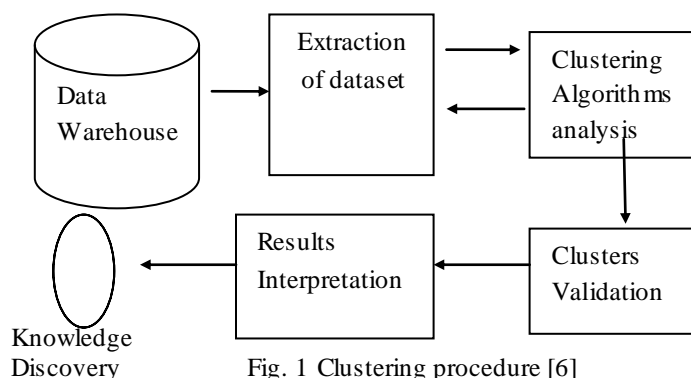 Data
Warehouse
Extraction
of dataset
Clustering
Algorithms
analysis
Clusters
Validation
Results
Interpretation
Knowledge
Discovery
Fig. 1 Clustering procedure [6]